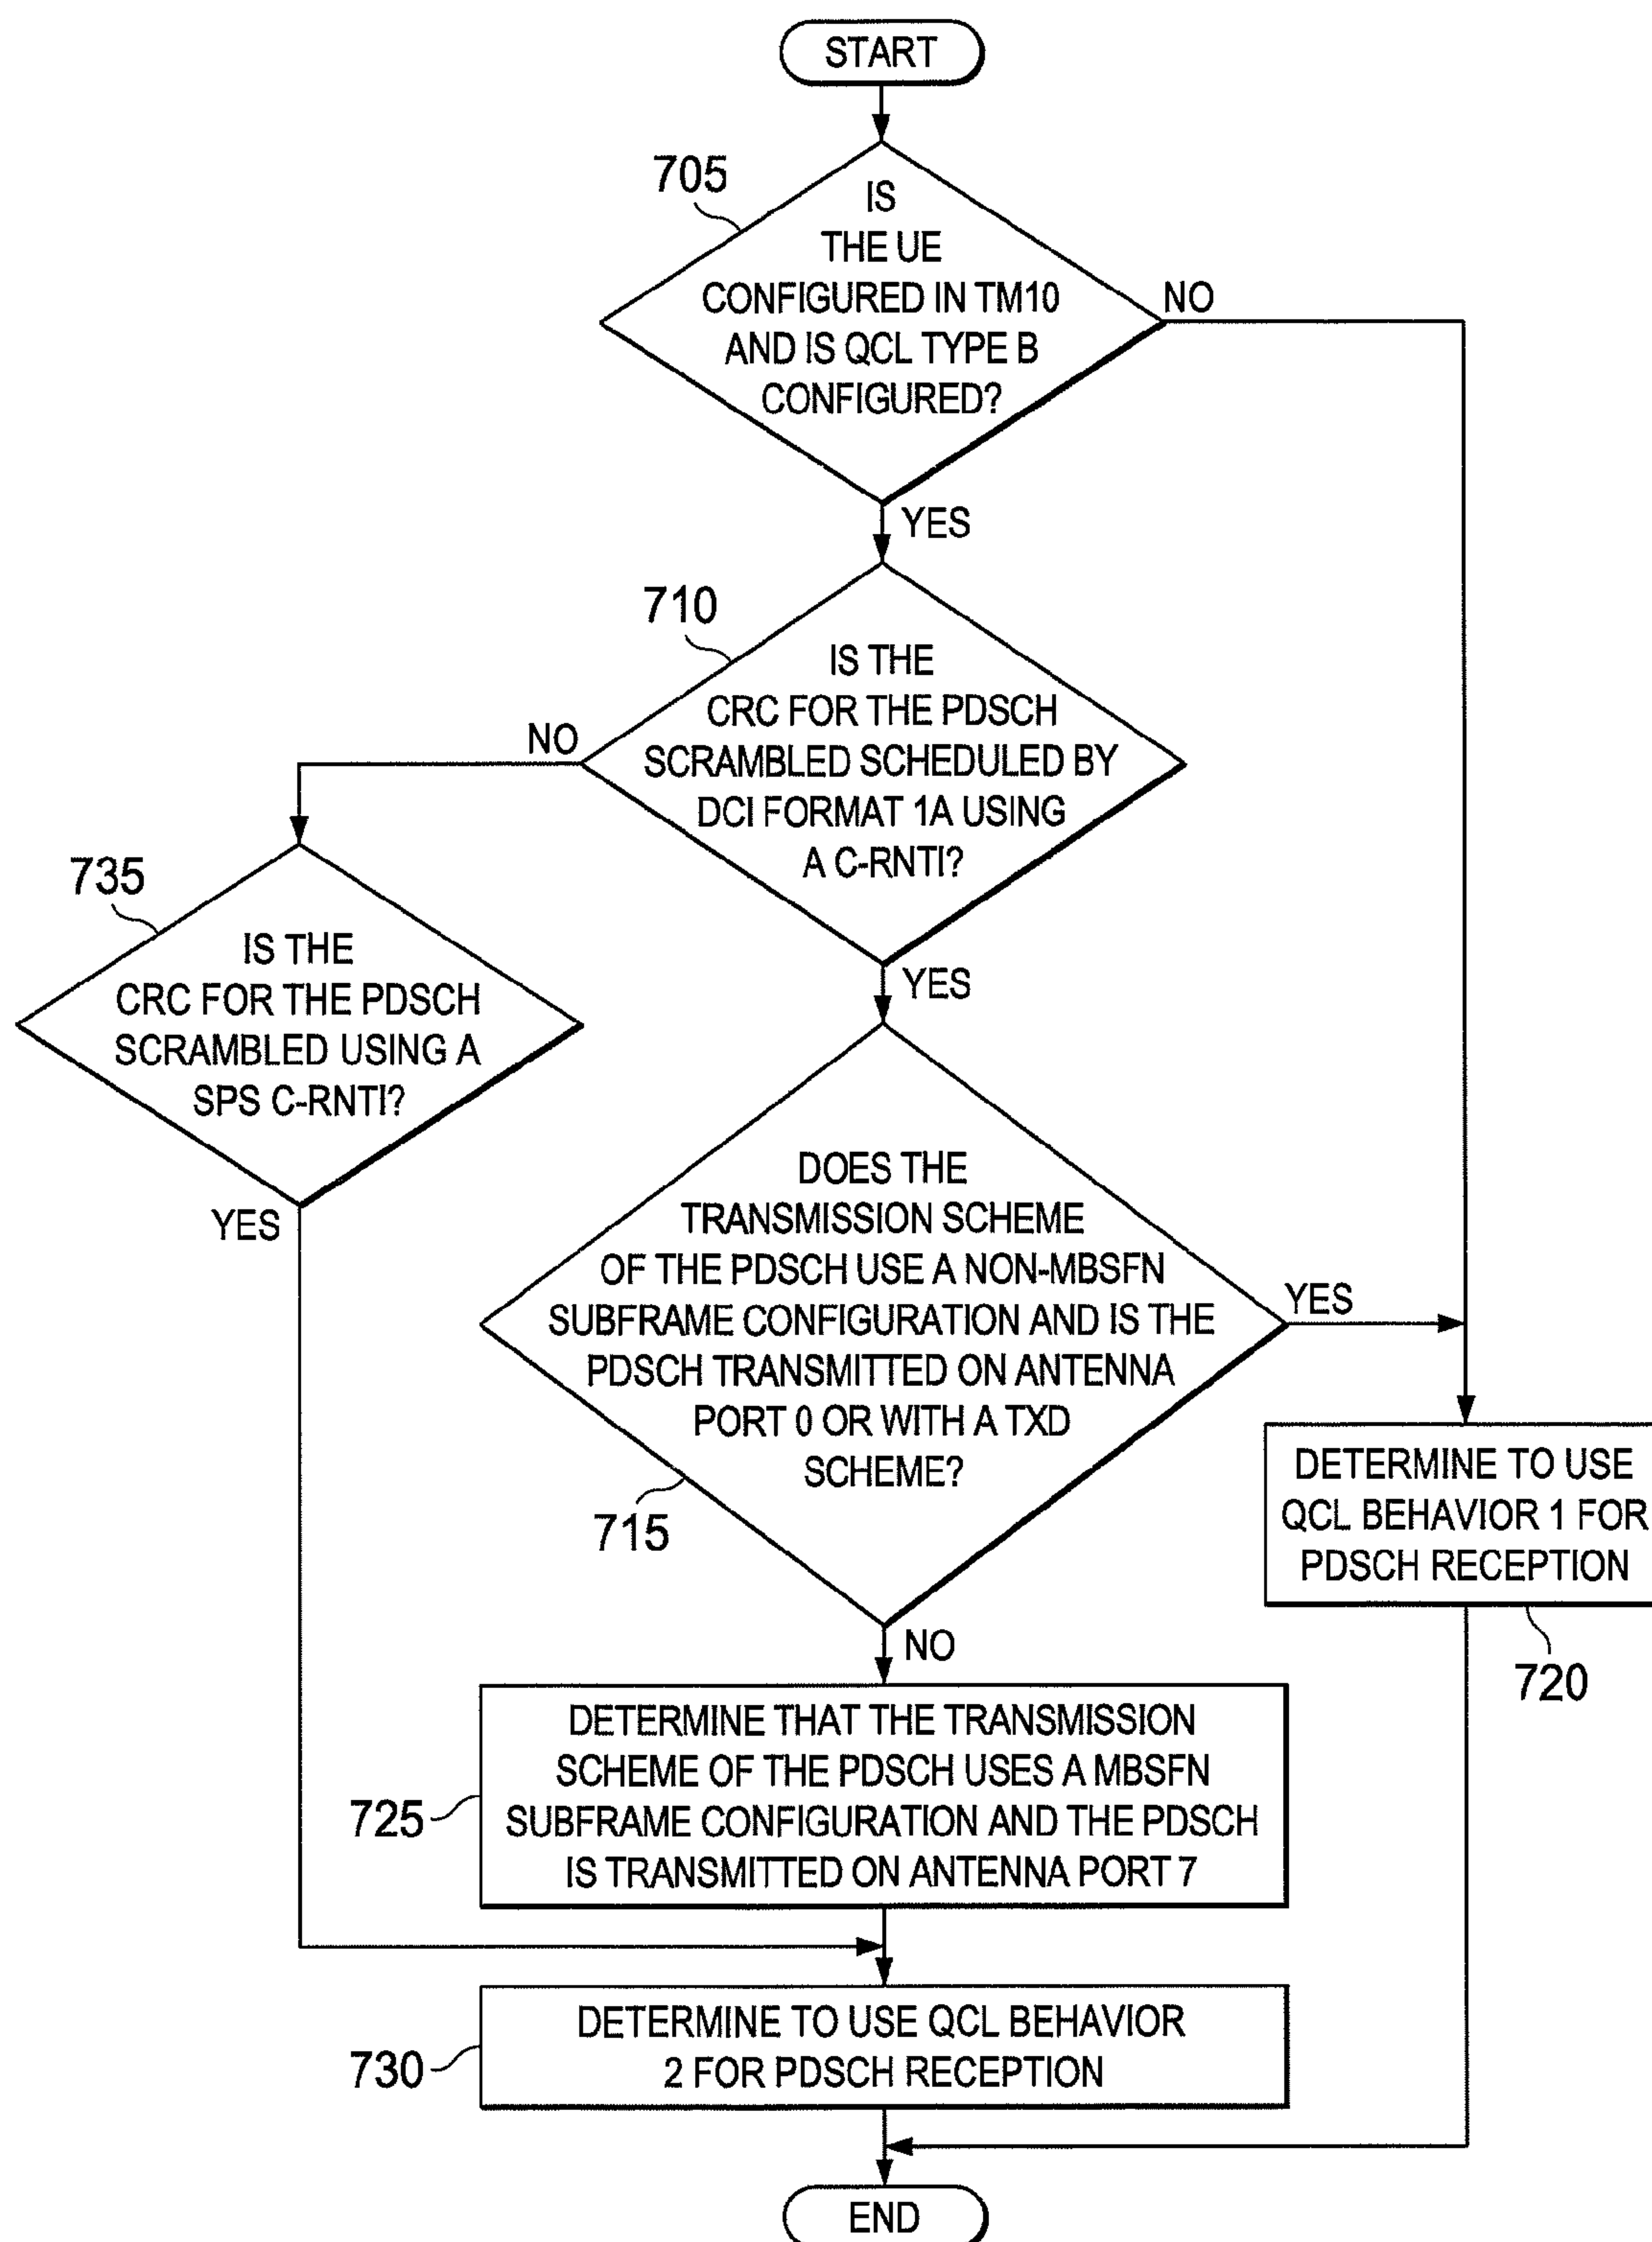 START
705
IS
THE UE
CONFIGURED IN TM10
AND IS QCL TYPE B
CONFIGURED?
NO
YES
710
IS THE
CRC FOR THE PDSCH
SCRAMBLED SCHEDULED BY
DCI FORMAT 1A USING
A C-RNTI?
NO
YES
735
IS THE
CRC FOR THE PDSCH
SCRAMBLED USING A
SPS C-RNTI?
YES
DOES THE
TRANSMISSION SCHEME
OF THE PDSCH USE A NON-MBSFN
SUBFRAME CONFIGURATION AND IS THE
PDSCH TRANSMITTED ON ANTENNA
PORT 0 OR WITH A TXD
SCHEME?
YES
715
NO
DETERMINE TO USE
QCL BEHAVIOR 1 FOR
PDSCH RECEPTION
720
DETERMINE THAT THE TRANSMISSION
SCHEME OF THE PDSCH USES A MBSFN
SUBFRAME CONFIGURATION AND THE PDSCH
IS TRANSMITTED ON ANTENNA PORT 7
725
DETERMINE TO USE QCL BEHAVIOR
2 FOR PDSCH RECEPTION
730
END